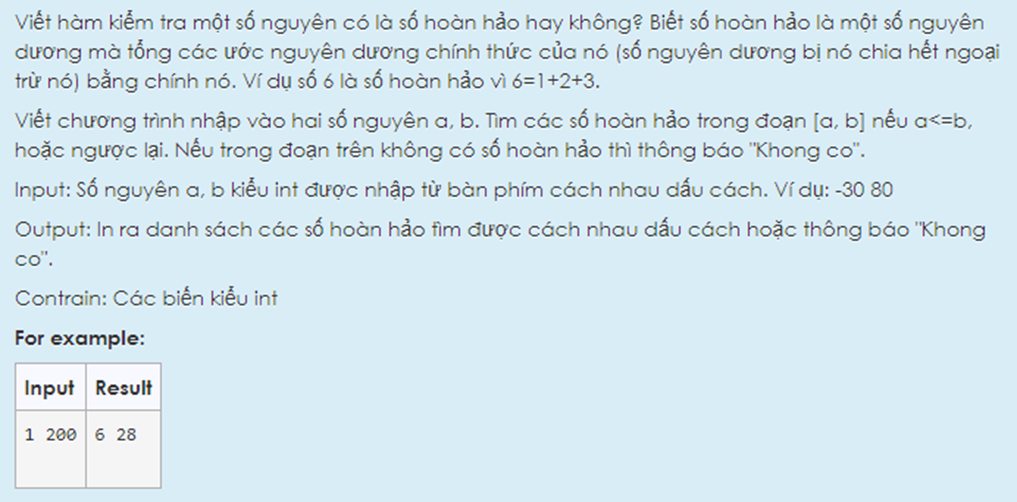 Viết hàm kiểm tra một số nguyên có là số hoàn hảo hay không? Biết số hoàn hảo là một số nguyên
dương mà tổng các ước nguyên dương chính thức của nó (số nguyên dương bị nó chia hết ngoại
trừ nó) bằng chính nó. Ví dụ số 6 là số hoàn hảo vì 6=1+2+3.
Viết chương trình nhập vào hai số nguyên a, b. Tìm các số hoàn hảo trong đoạn [a, b] nếu a<=b,
hoặc ngược lại. Nếu trong đoạn trên không có số hoàn hảo thì thông báo "Khong co".
Input: Số nguyên a, b kiểu int được nhập từ bàn phím cách nhau dấu cách. Ví dụ: -30 80
Output: In ra danh sách các số hoàn hảo tìm được cách nhau dấu cách hoặc thông báo "Khong
co".
Contrain: Các biến kiểu int
For example:
Input Result
1 200 6 28